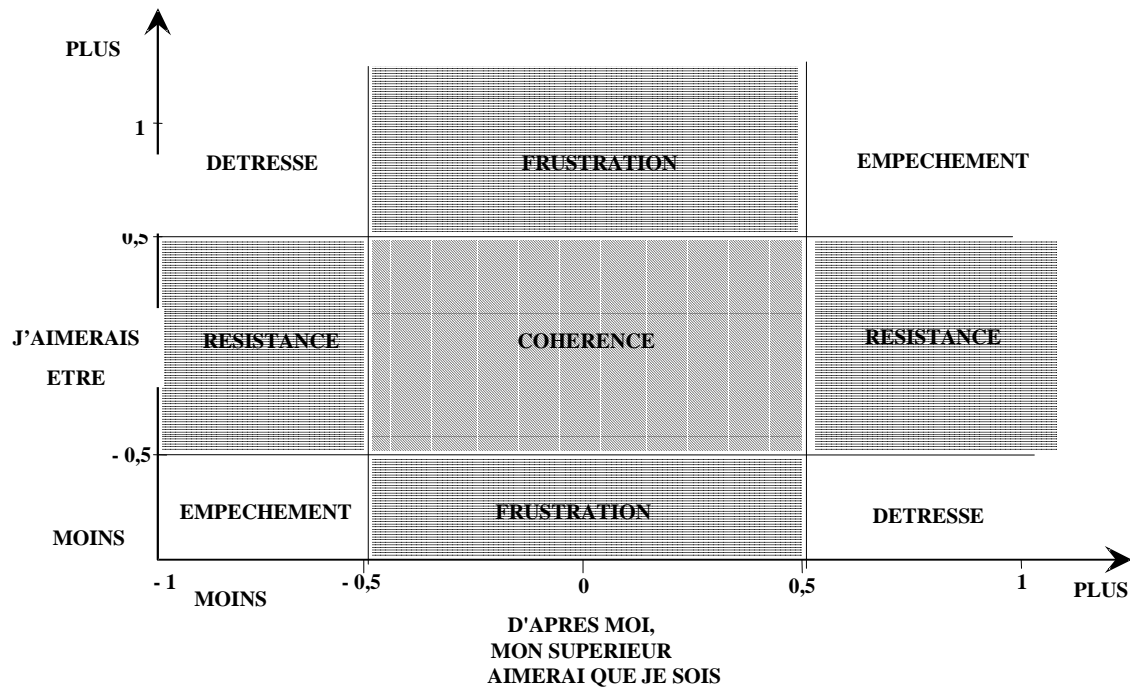 PLUS
1
DETRESSE
FRUSTRATION
EMPECHEMENT
0,5
J'AIMERAIS
ETRE
RESISTANCE
COHERENCE
RESISTANCE
- 0,5
EMPECHEMENT
FRUSTRATION
DETRESSE
MOINS
- 1
- 0,5
0
0,5
1
PLUS
MOINS
D'APRES MOI,
MON SUPERIEUR
AIMERAI QUE JE SOIS